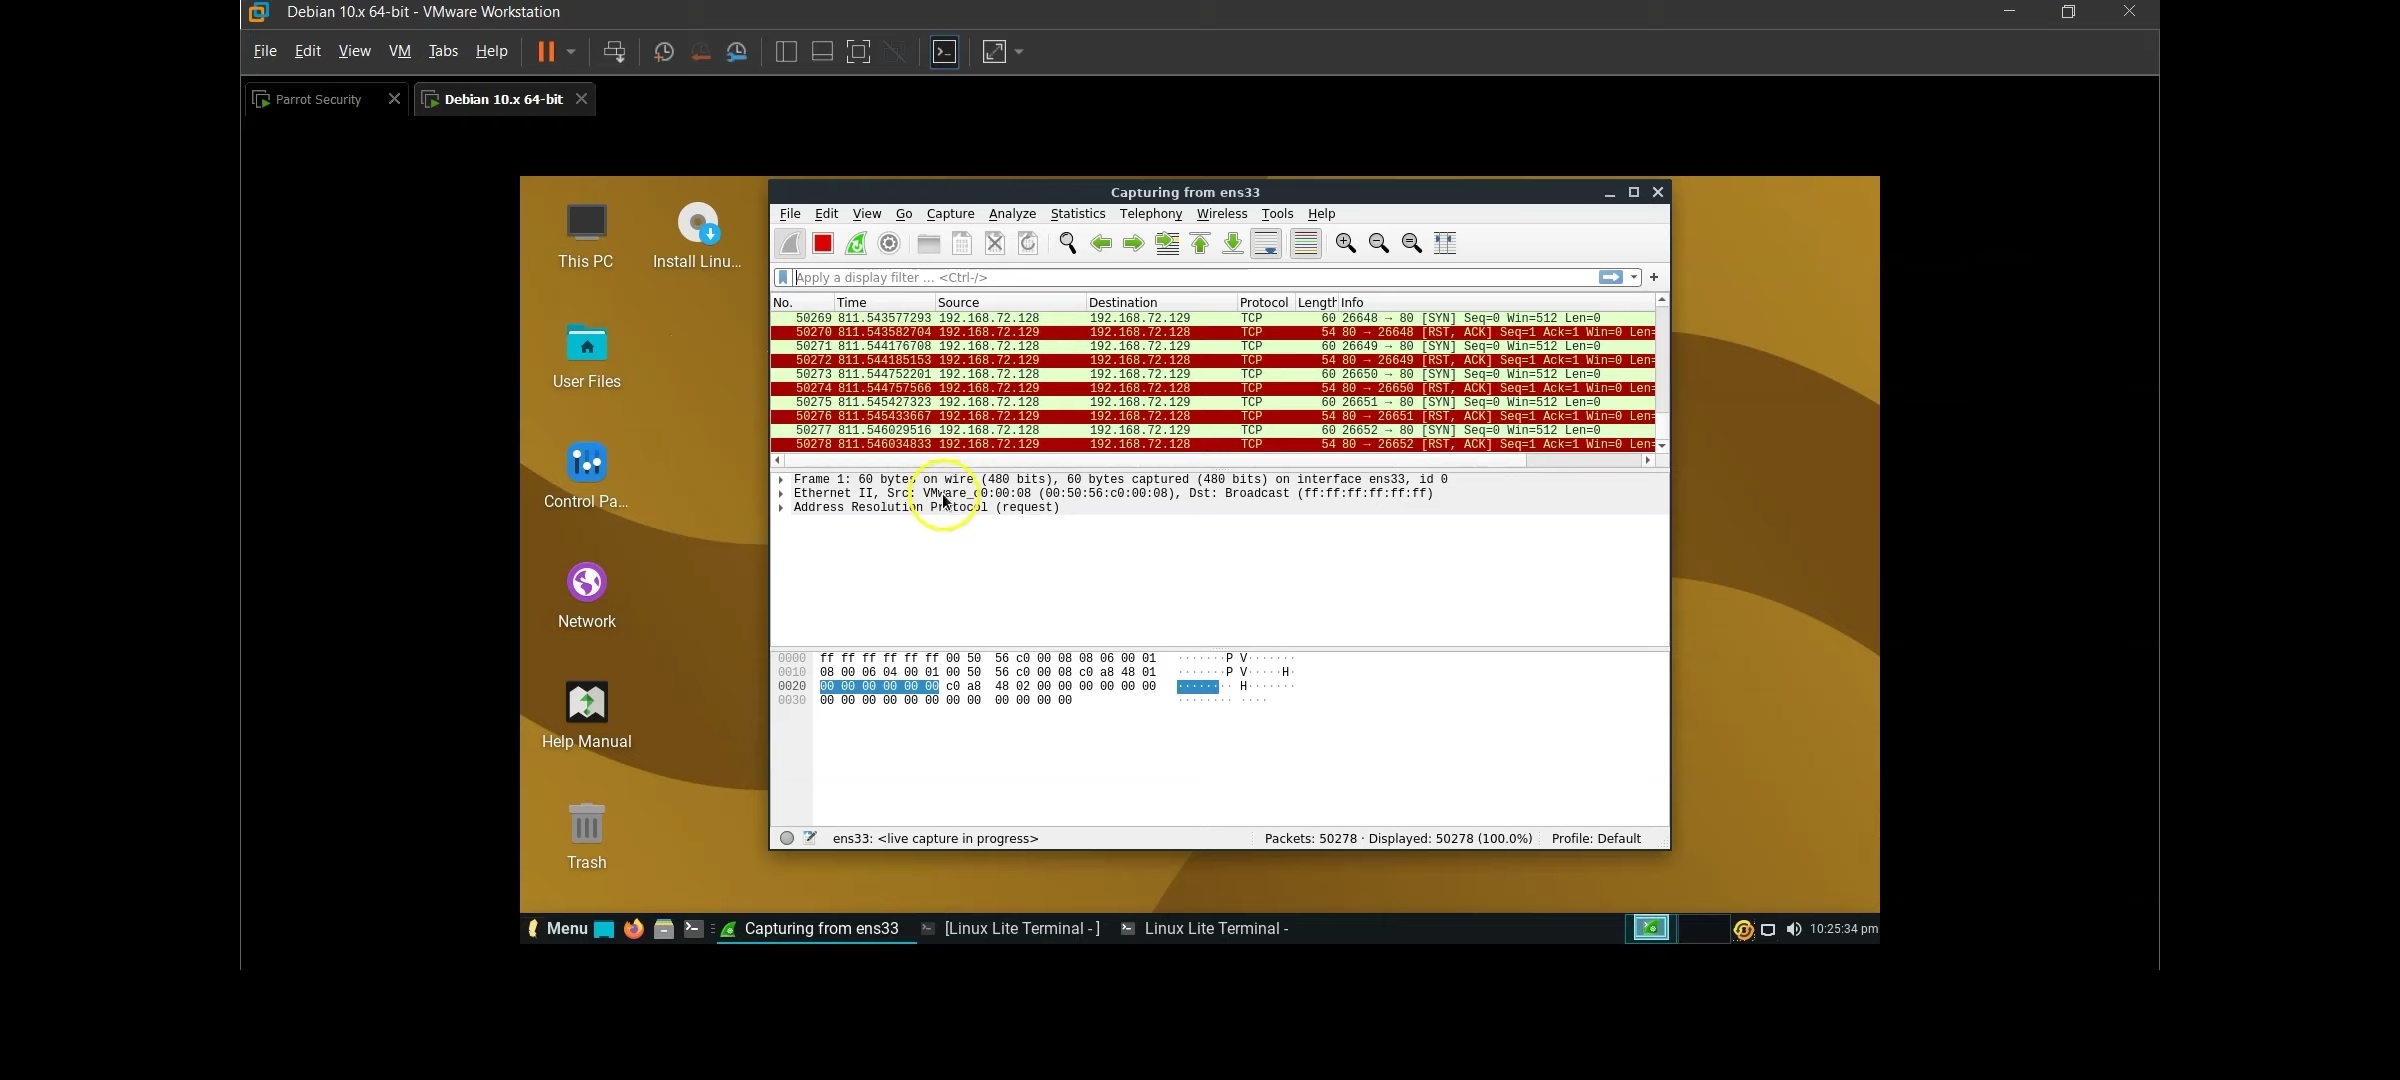 Debian 10.x 64-bit - VMware Workstation
File Edit View VM Tabs Help
Parrot Security
Debian 10.x 64-bit
Capturing from ens33
File Edit View Go Capture Analyze Statistics Telephony Wireless Tools Help
Apply a display filter ... <Ctrl-/>
No. Time Source Destination Protocol Length Info
50269 811.543577293 192.168.72.128 192.168.72.129 TCP 60 26648 → 80 [SYN] Seq=0 Win=512 Len=0
50270 811.543582704 192.168.72.129 192.168.72.128 TCP 54 80 → 26648 [RST, ACK] Seq=1 Ack=1 Win=0 Len=
50271 811.544176708 192.168.72.128 192.168.72.129 TCP 60 26649 → 80 [SYN] Seq=0 Win=512 Len=0
50272 811.544185153 192.168.72.129 192.168.72.128 TCP 54 80 → 26649 [RST, ACK] Seq=1 Ack=1 Win=0 Len=
50273 811.544752201 192.168.72.128 192.168.72.129 TCP 60 26650 → 80 [SYN] Seq=0 Win=512 Len=0
50274 811.544757566 192.168.72.129 192.168.72.128 TCP 54 80 → 26650 [RST, ACK] Seq=1 Ack=1 Win=0 Len=
50275 811.545427323 192.168.72.128 192.168.72.129 TCP 60 26651 → 80 [SYN] Seq=0 Win=512 Len=0
50276 811.545433667 192.168.72.129 192.168.72.128 TCP 54 80 → 26651 [RST, ACK] Seq=1 Ack=1 Win=0 Len=
50277 811.546029516 192.168.72.128 192.168.72.129 TCP 60 26652 → 80 [SYN] Seq=0 Win=512 Len=0
50278 811.546034833 192.168.72.129 192.168.72.128 TCP 54 80 → 26652 [RST, ACK] Seq=1 Ack=1 Win=0 Len=
Frame 1: 60 bytes on wire (480 bits), 60 bytes captured (480 bits) on interface ens33, id 0
Ethernet II, Src: VMware_c0:00:08 (00:50:56:c0:00:08), Dst: Broadcast (ff:ff:ff:ff:ff:ff)
Address Resolution Protocol (request)
0000 ff ff ff ff ff ff 00 50 56 c0 00 08 08 06 00 01 ·······P V·······
0010 08 00 06 04 00 01 00 50 56 c0 00 08 c0 a8 48 01 ·······P V·····H·
0020 00 00 00 00 00 00 c0 a8 48 02 00 00 00 00 00 00 ········ H·······
0030 00 00 00 00 00 00 00 00 00 00 00 00 ········ ····
ens33: <live capture in progress>
Packets: 50278 · Displayed: 50278 (100.0%)
Profile: Default
This PC
Install Linu...
User Files
Control Pa...
Network
Help Manual
Trash
Menu
Capturing from ens33
[Linux Lite Terminal - ]
Linux Lite Terminal -
10:25:34 pm